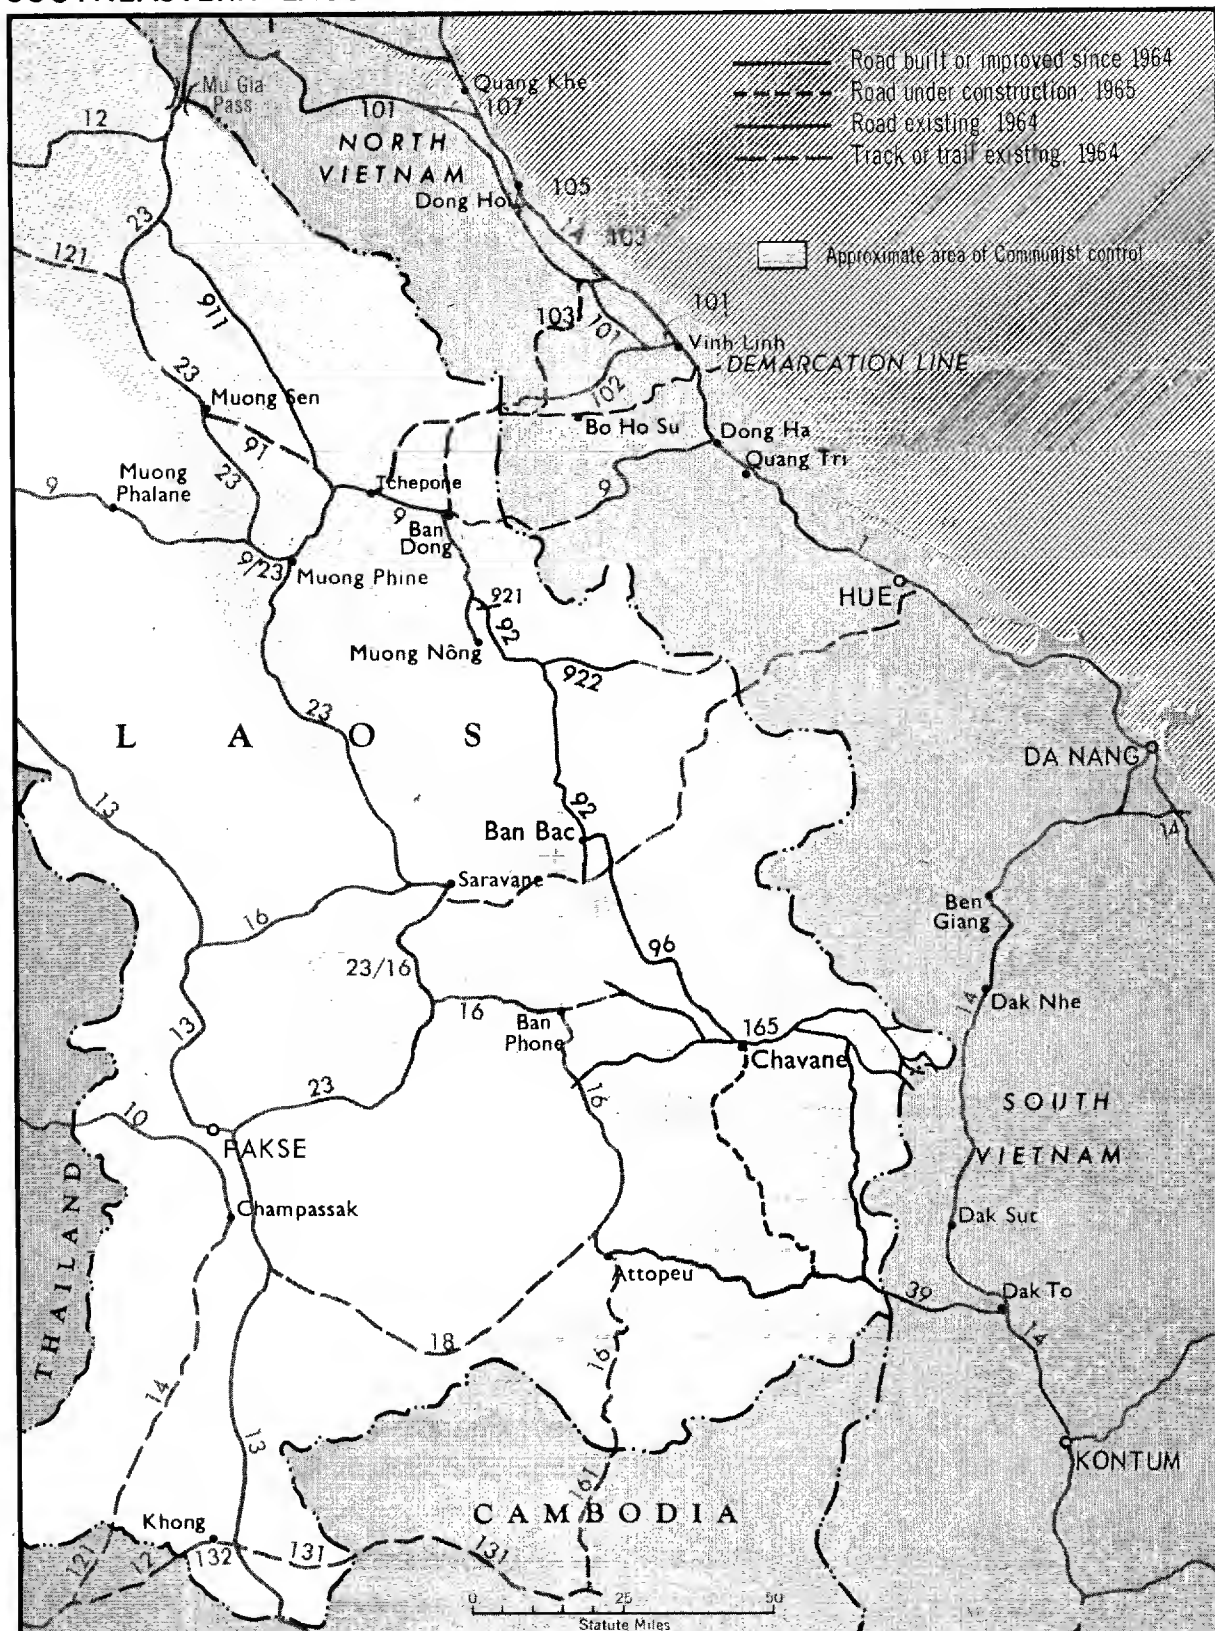 Mu Gia
Pass
Quang Khe
107
101
12
NORTH
VIETNAM
105
Dong Hoi
103
Road built or improved since 1964
Road under construction, 1965
Road existing, 1964
Track or trail existing, 1964
Approximate area of Communist control
23
121
911
103
101
101
Vinh Linh
DEMARCATION LINE
102
23
Muong Sen
Bo Ho Su
Dong Ha
Quang Tri
91
23
Muong
Phalane
9
Tchepone
9
9
Ban
Dong
9/23
Muong Phine
1
HUE
921
92
Muong Nông
922
23
LAOS
DA NANG
13
92
Ban Bac
14
Saravane
16
Ben
Giang
96
23/16
14
Dak Nhe
16
Ban
Phone
13
165
Chavane
23
16
10
SOUTH
VIETNAM
PAKSE
THAILAND
Champassak
Dak Sut
Attopeu
39
Dak To
18
16
14
14
13
KONTUM
161
CAMBODIA
Khong
121
12
132
131
131
0 25 50
Statute Miles